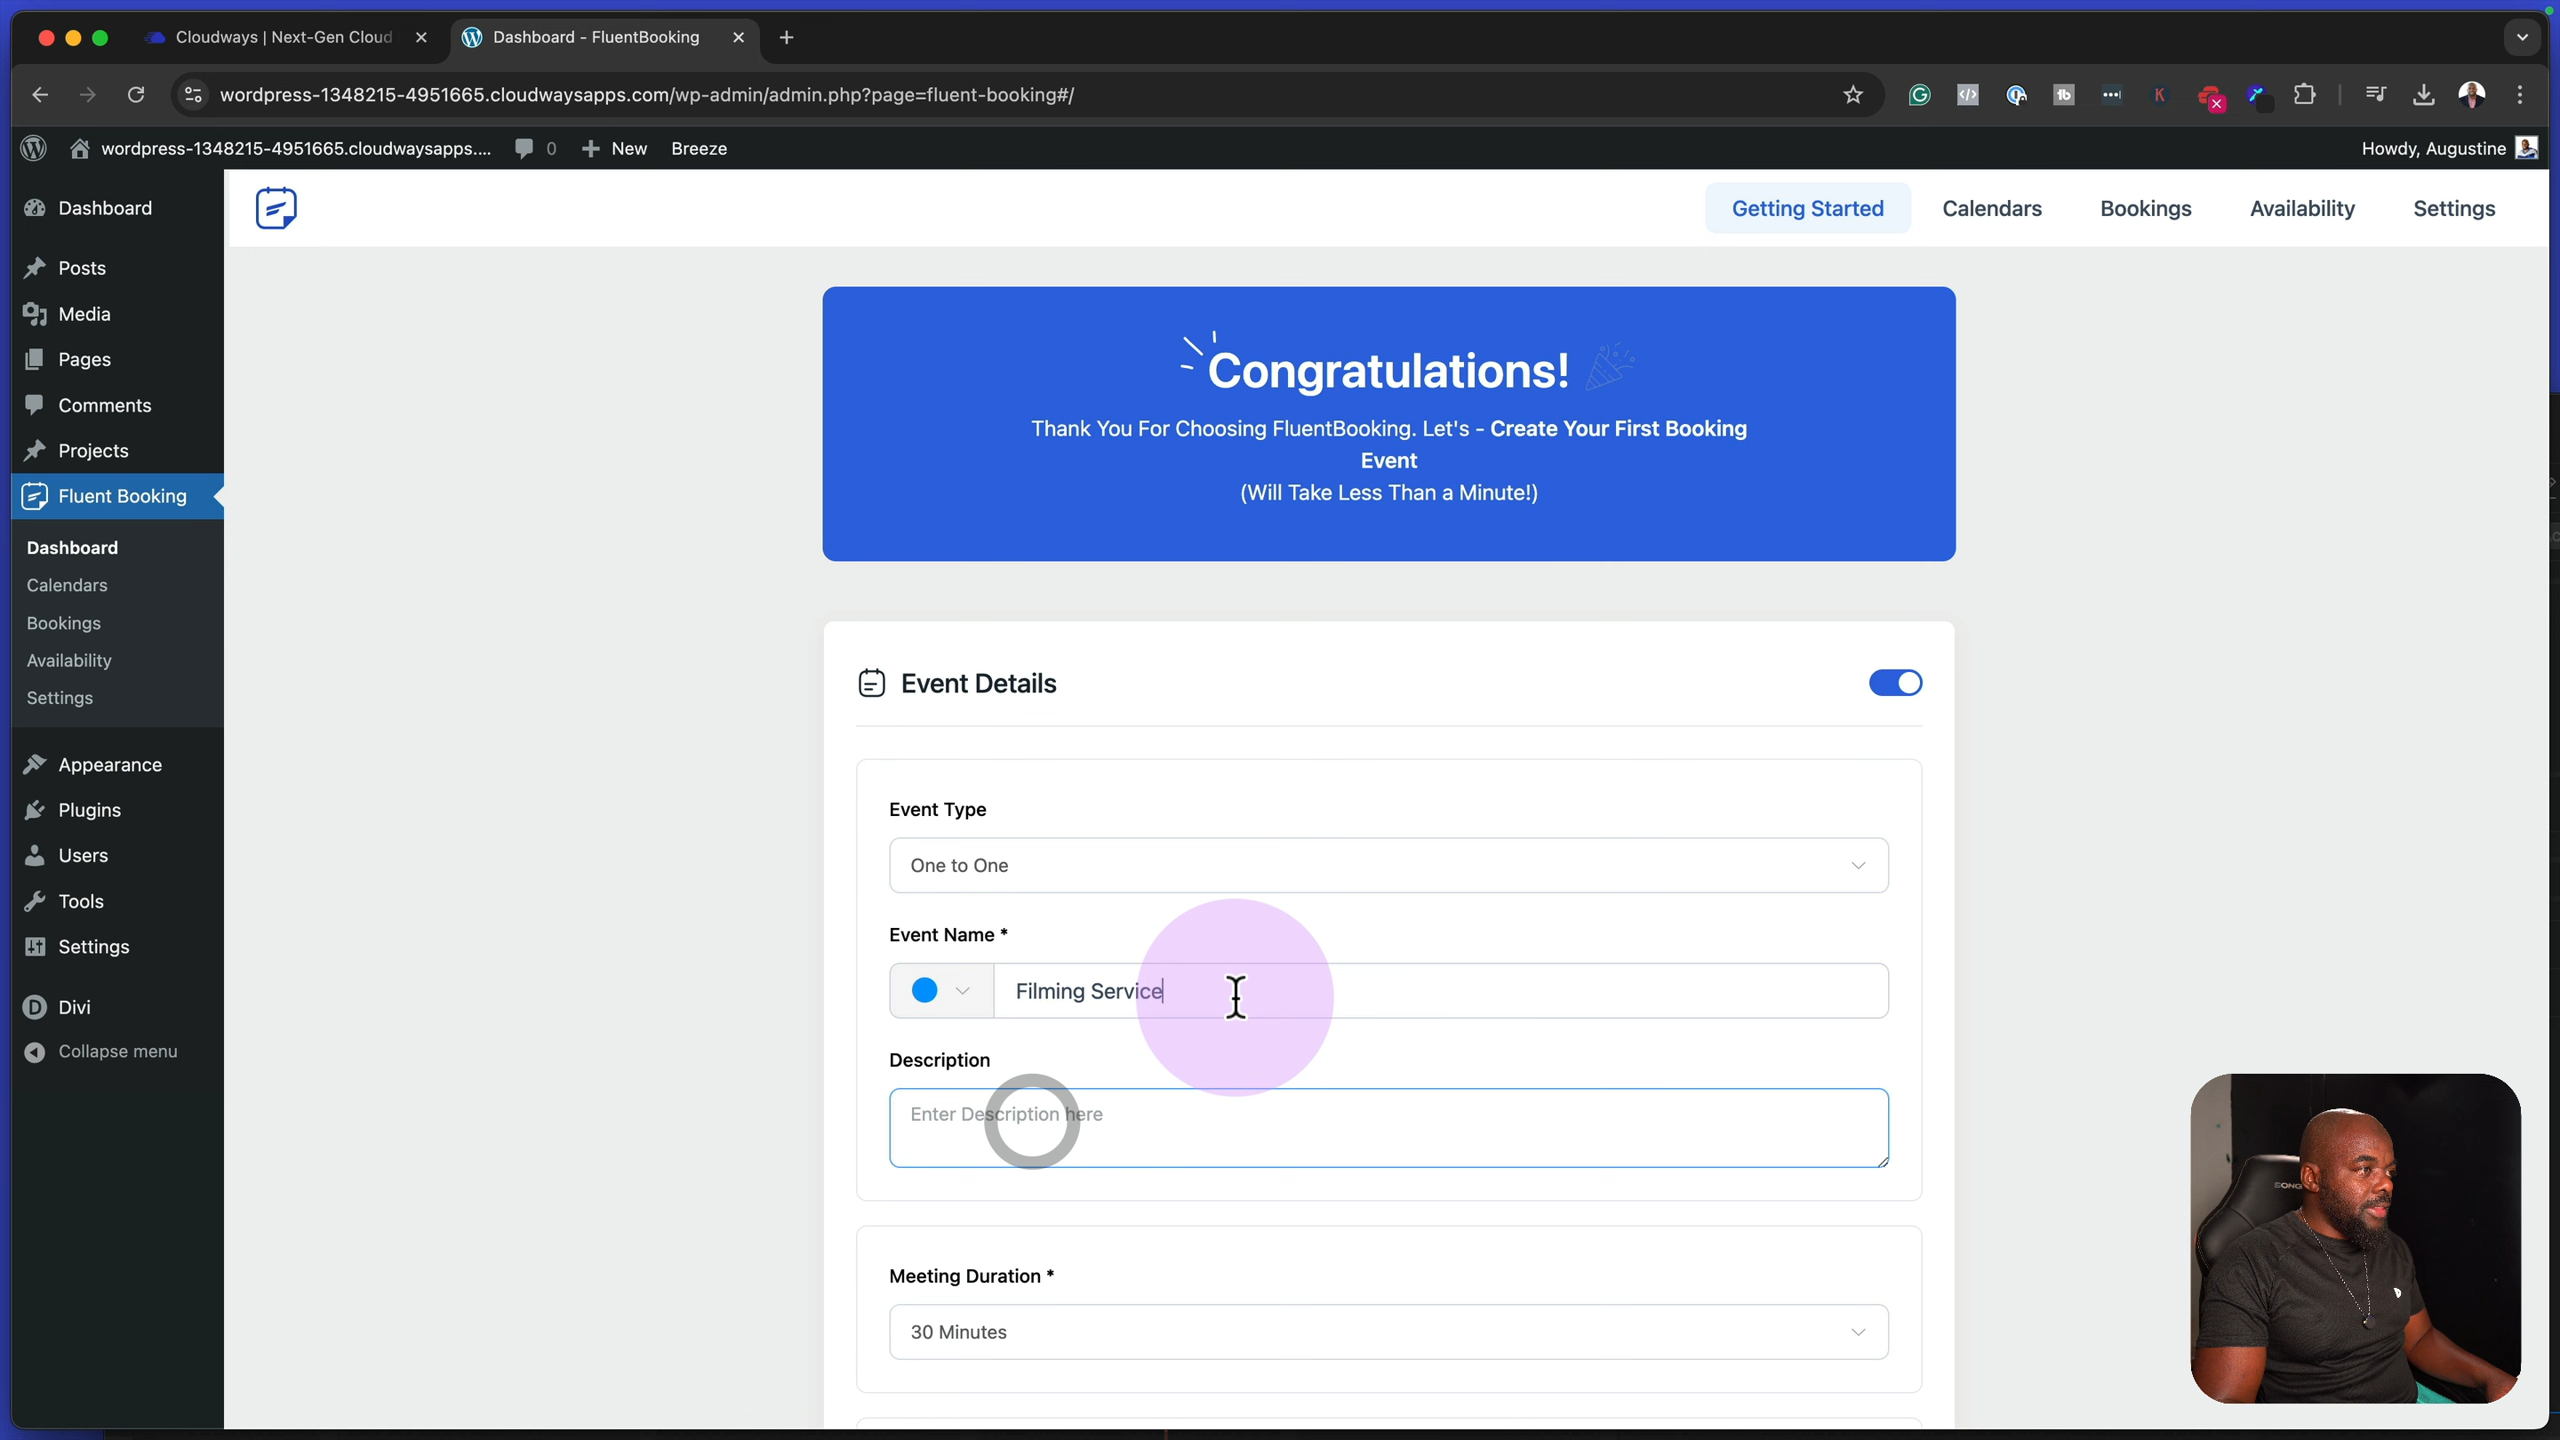 Cloudways | Next-Gen Cloud
Dashboard - FluentBooking
wordpress-1348215-4951665.cloudwaysapps.com/wp-admin/admin.php?page=fluent-booking#/
wordpress-1348215-4951665.cloudwaysapps....
0
New
Breeze
Howdy, Augustine
Dashboard
Posts
Media
Pages
Comments
Projects
Fluent Booking
Dashboard
Calendars
Bookings
Availability
Settings
Appearance
Plugins
Users
Tools
Settings
Divi
Collapse menu
Getting Started
Calendars
Bookings
Availability
Settings
Congratulations!
Thank You For Choosing FluentBooking. Let's - Create Your First Booking
Event
(Will Take Less Than a Minute!)
Event Details
Event Type
One to One
Event Name *
Filming Service
Description
Enter Description here
Meeting Duration *
30 Minutes